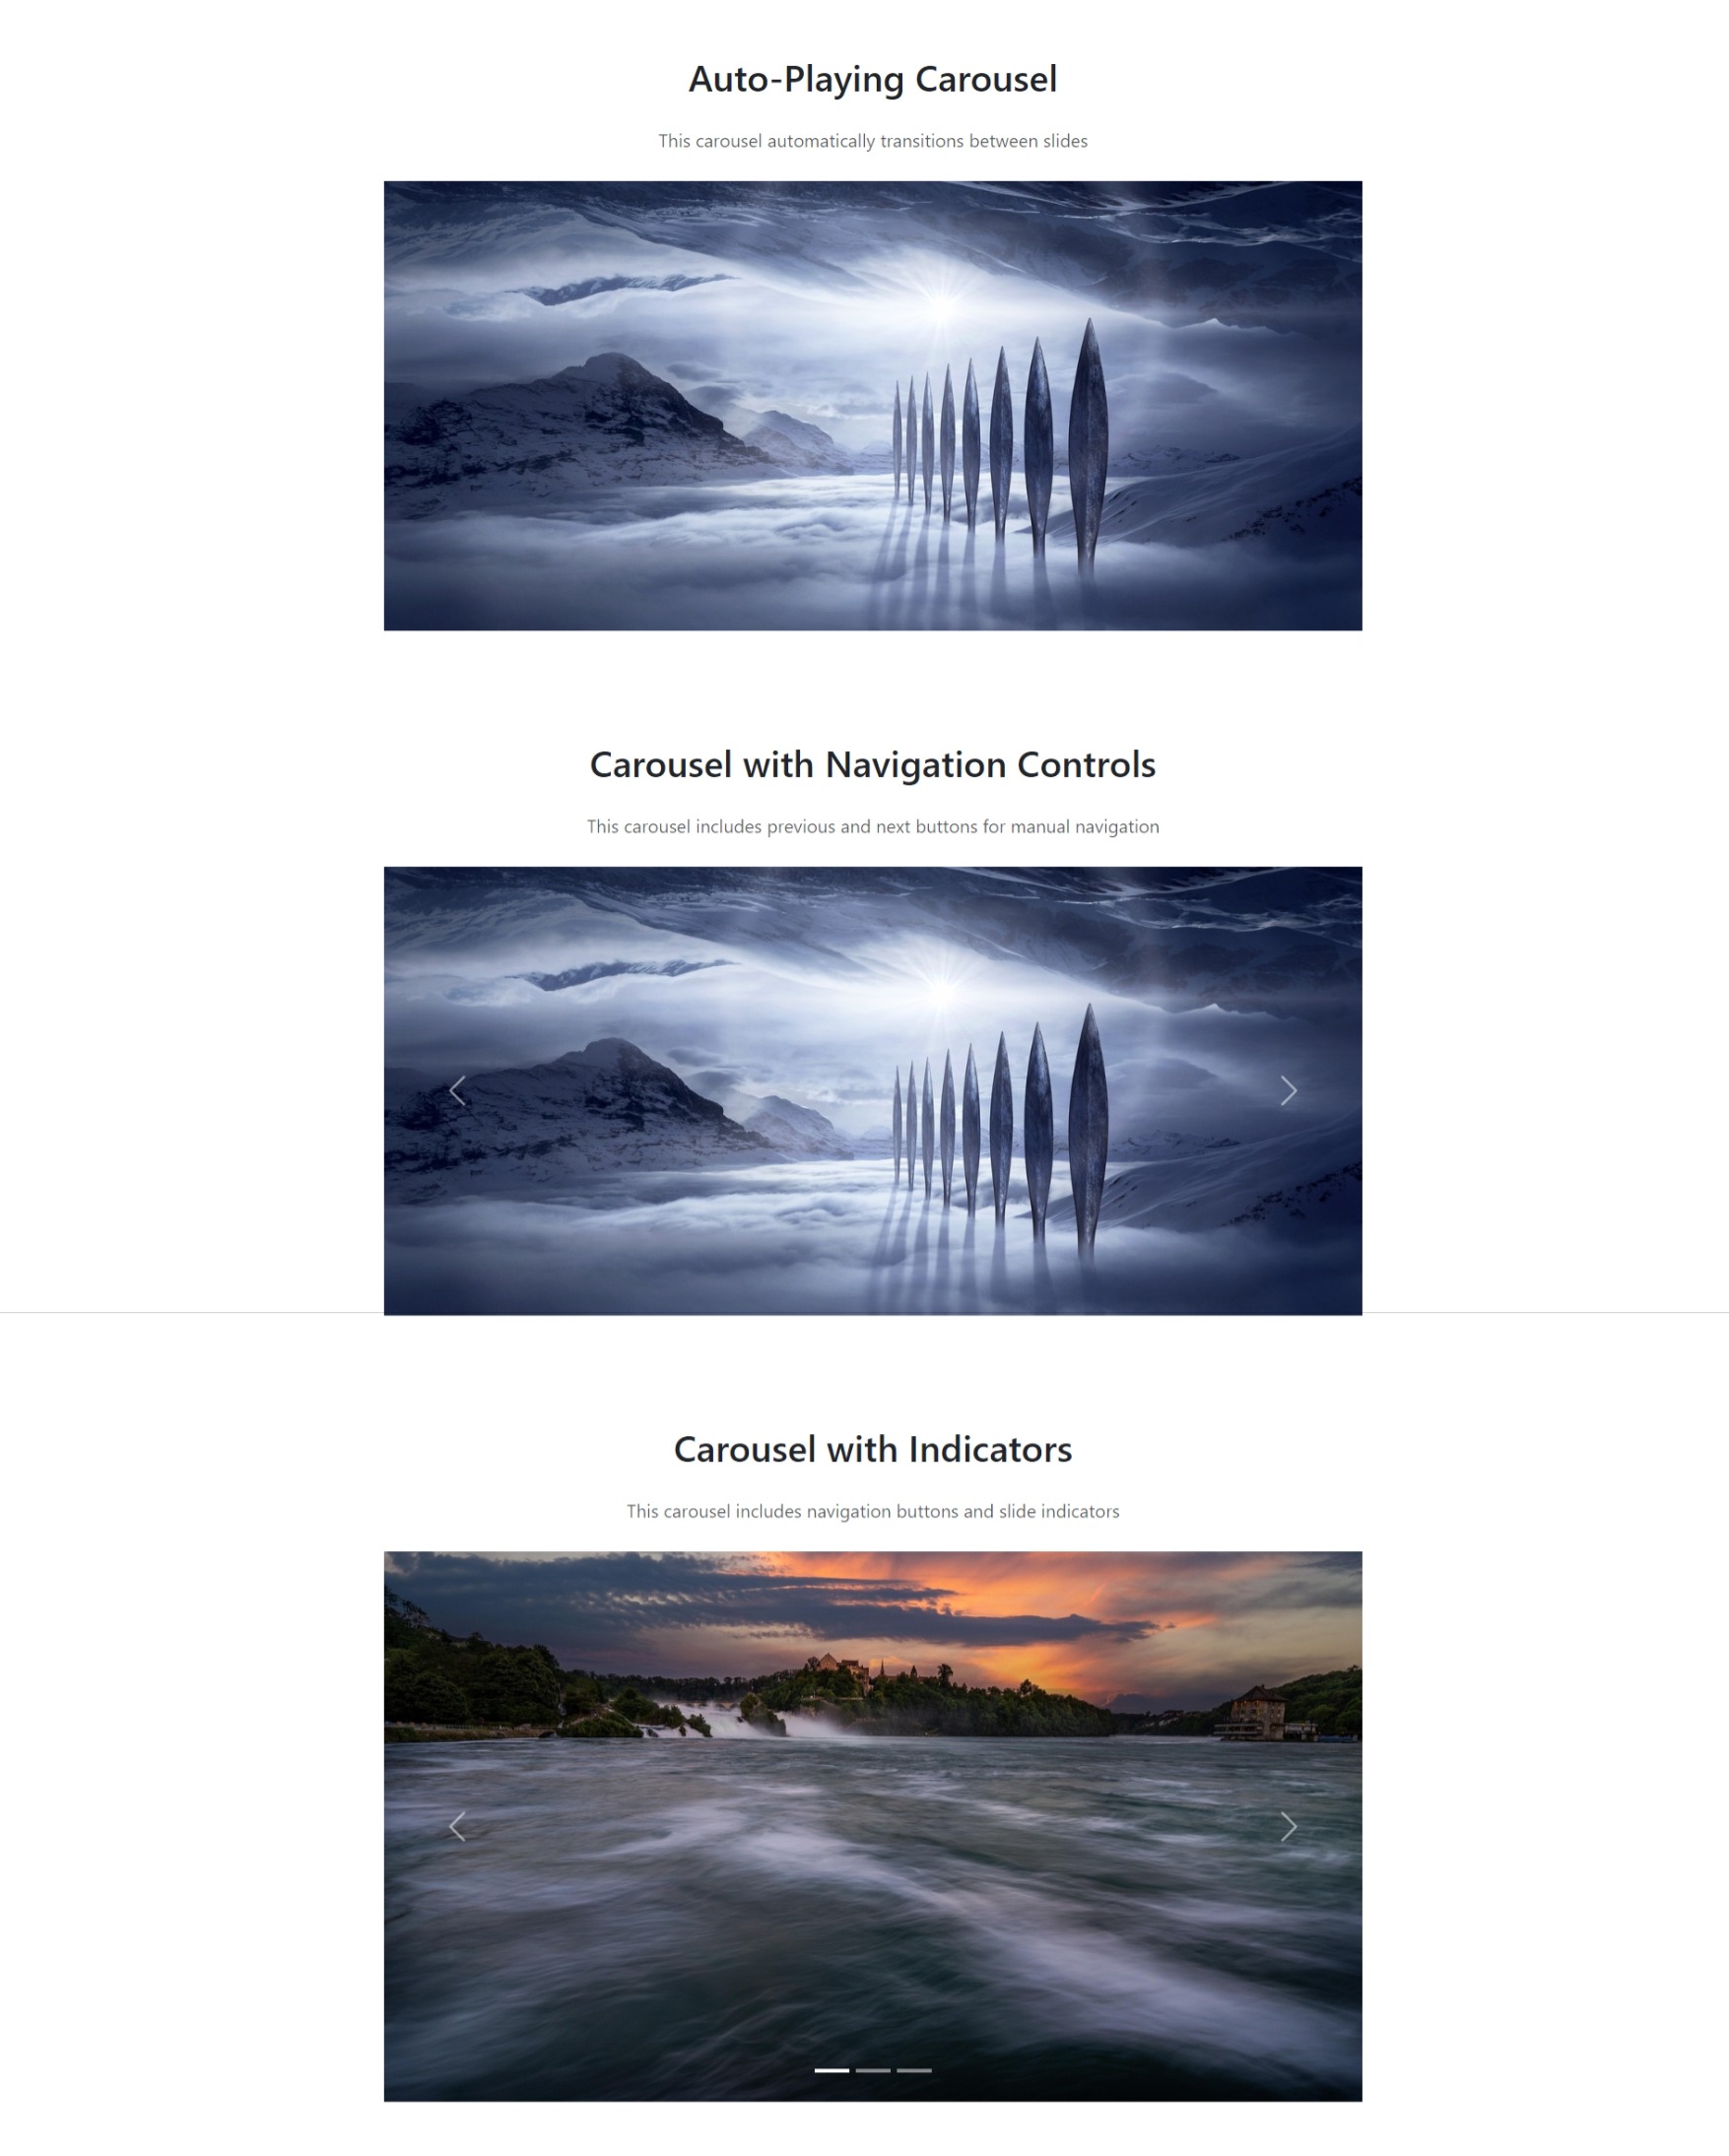 Auto-Playing Carousel
This carousel automatically transitions between slides
Carousel with Navigation Controls
This carousel includes previous and next buttons for manual navigation
Carousel with Indicators
This carousel includes navigation buttons and slide indicators